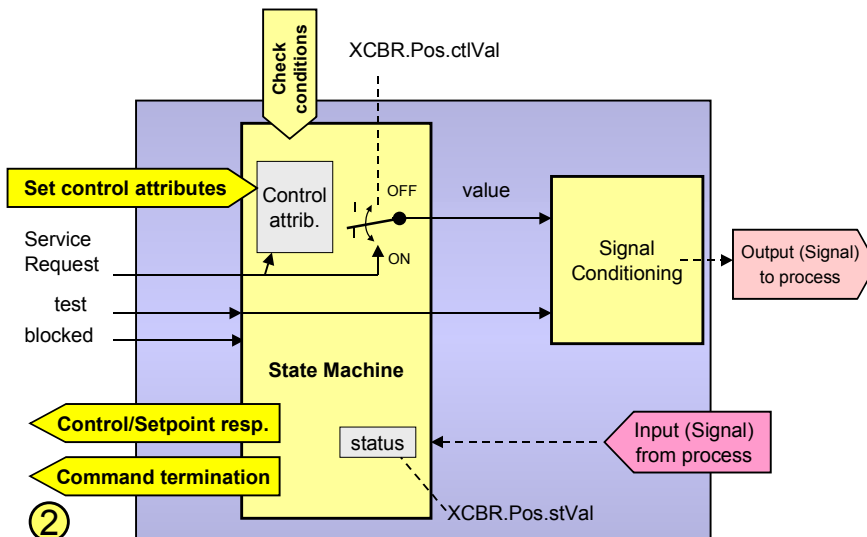 Check
conditions
XCBR.Pos.ctlVal
Set control attributes
Control
attrib.
OFF
ON
value
Service
Request
test
blocked
Signal
Conditioning
Output (Signal)
to process
State Machine
Control/Setpoint resp.
status
Input (Signal)
from process
Command termination
XCBR.Pos.stVal
2